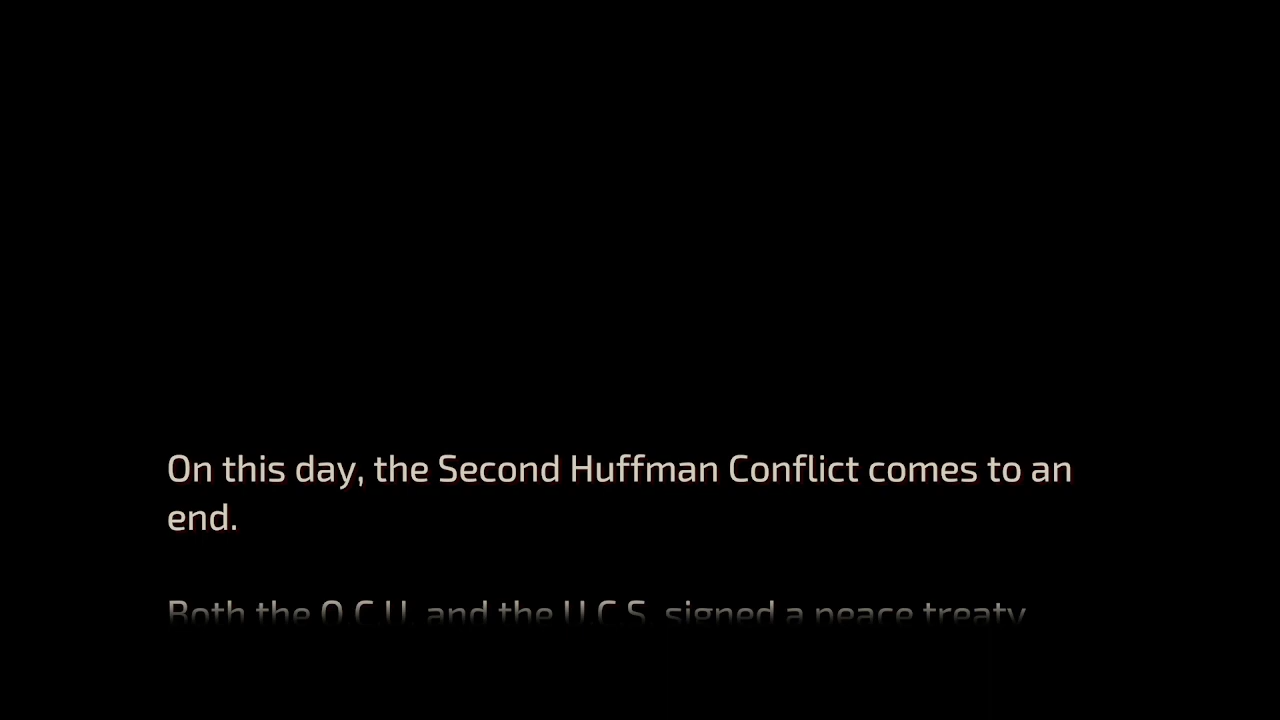 On this day, the Second Huffman Conflict comes to an
end.
Both the O.C.U. and the U.C.S. signed a peace treaty